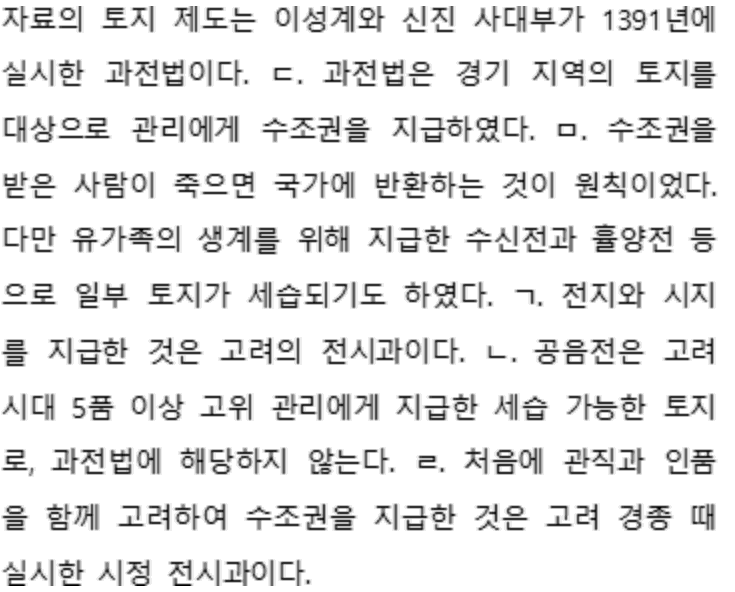 자료의 토지 제도는 이성계와 신진 사대부가 1391년에
실시한 과전법이다. ㄷ. 과전법은 경기 지역의 토지를
대상으로 관리에게 수조권을 지급하였다. ㅁ. 수조권을
받은 사람이 죽으면 국가에 반환하는 것이 원칙이었다.
다만 유가족의 생계를 위해 지급한 수신전과 휼양전 등
으로 일부 토지가 세습되기도 하였다. ㄱ. 전지와 시지
를 지급한 것은 고려의 전시과이다. ㄴ. 공음전은 고려
시대 5품 이상 고위 관리에게 지급한 세습 가능한 토지
로, 과전법에 해당하지 않는다. ㄹ. 처음에 관직과 인품
을 함께 고려하여 수조권을 지급한 것은 고려 경종 때
실시한 시정 전시과이다.